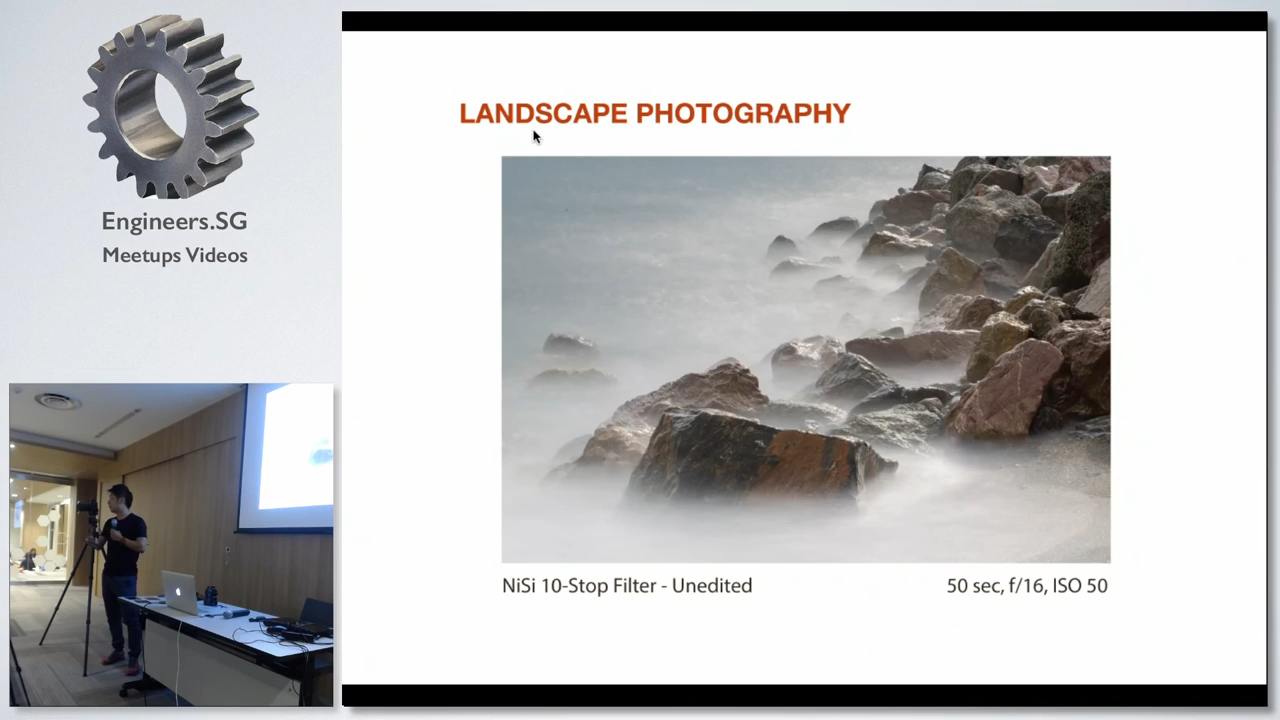 Engineers.SG
Meetups Videos
LANDSCAPE PHOTOGRAPHY
NiSi 10-Stop Filter - Unedited
50 sec, f/16, ISO 50